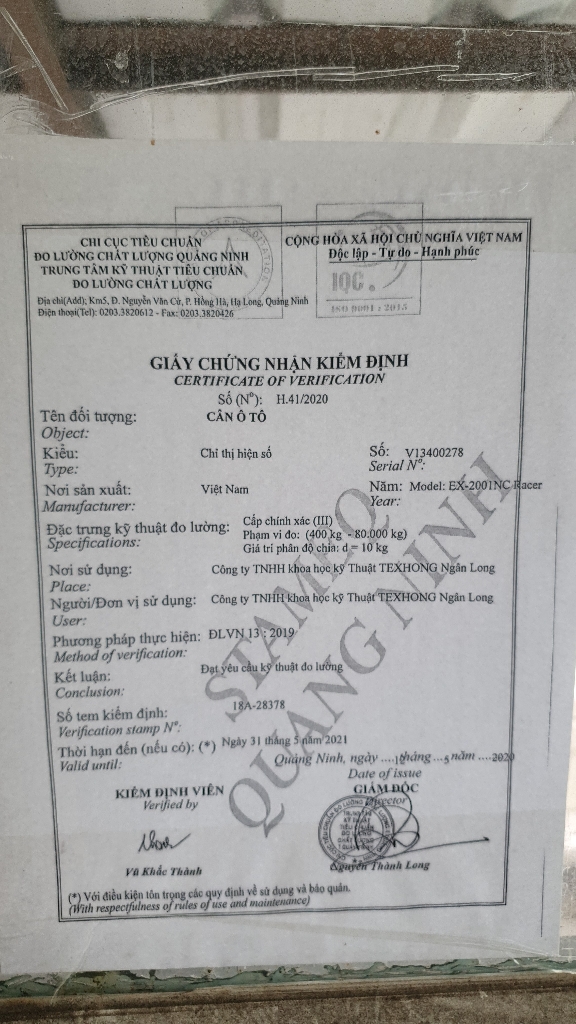 CHI CỤC TIÊU CHUẨN
ĐO LƯỜNG CHẤT LƯỢNG QUẢNG NINH
TRUNG TÂM KỸ THUẬT TIÊU CHUẨN
ĐO LƯỜNG CHẤT LƯỢNG
Địa chỉ(Add): Km5, Đ. Nguyễn Văn Cừ, P. Hồng Hà, Hạ Long, Quảng Ninh
Điện thoại(Tel): 0203.3820612 - Fax: 0203.3820426
CỘNG HÒA XÃ HỘI CHỦ NGHĨA VIỆT NAM
Độc lập - Tự do - Hạnh phúc
IQC
ISO 9001 : 2015
GIẤY CHỨNG NHẬN KIỂM ĐỊNH
CERTIFICATE OF VERIFICATION
Số (Nº): H.41/2020
Tên đối tượng: CÂN Ô TÔ
Object:
Kiểu: Chỉ thị hiện số Số: V13400278
Type: Serial Nº:
Nơi sản xuất: Việt Nam Năm: Model: EX-2001NC Racer
Manufacturer: Year:
Đặc trưng kỹ thuật đo lường: Cấp chính xác (III)
Specifications: Phạm vi đo: (400 kg - 80.000 kg)
Giá trị phân độ chia: d = 10 kg
Nơi sử dụng: Công ty TNHH khoa học kỹ Thuật TEXHONG Ngân Long
Place:
Người/Đơn vị sử dụng: Công ty TNHH khoa học kỹ Thuật TEXHONG Ngân Long
User:
Phương pháp thực hiện: ĐLVN 13 : 2019
Method of verification:
Kết luận: Đạt yêu cầu kỹ thuật đo lường
Conclusion:
Số tem kiểm định: 18A-28378
Verification stamp Nº:
Thời hạn đến (nếu có): (*) Ngày 31 tháng 5 năm 2021
Valid until:
Quảng Ninh, ngày .... tháng ...5 năm ....2020
Date of issue
KIỂM ĐỊNH VIÊN
Verified by
GIÁM ĐỐC
Director
Vũ Khắc Thành
Nguyễn Thành Long
(*) Với điều kiện tôn trọng các quy định về sử dụng và bảo quản.
(With respectfulness of rules of use and maintenance)
STAMEQ
QUANG NINH